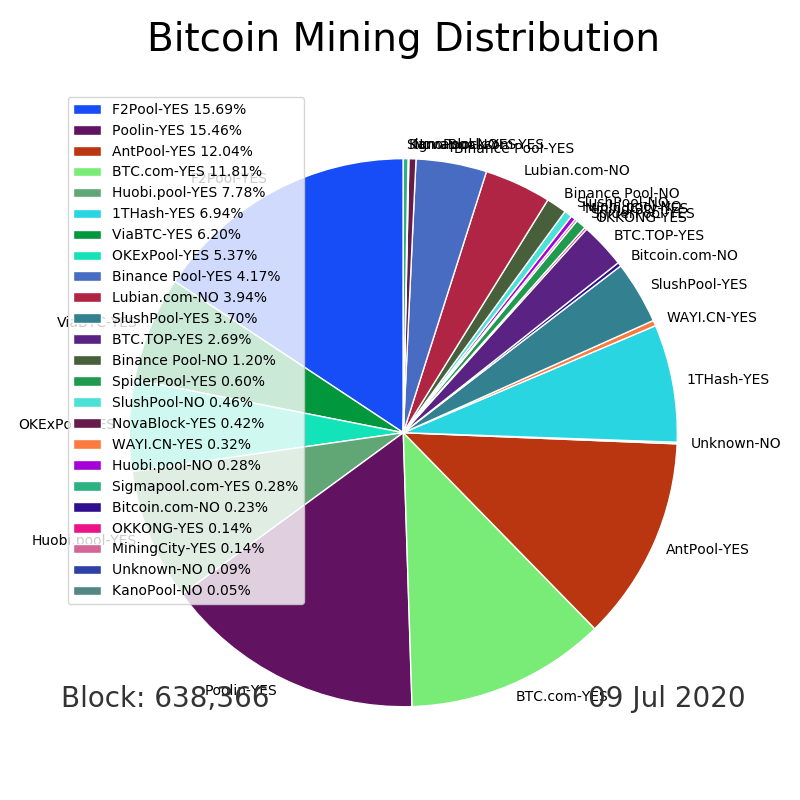 Bitcoin Mining Distribution
F2Pool-YES 15.69%
Poolin-YES 15.46%
AntPool-YES 12.04%
BTC.com-YES 11.81%
Huobi.pool-YES 7.78%
1THash-YES 6.94%
ViaBTC-YES 6.20%
OKExPool-YES 5.37%
Binance Pool-YES 4.17%
Lubian.com-NO 3.94%
SlushPool-YES 3.70%
BTC.TOP-YES 2.69%
Binance Pool-NO 1.20%
SpiderPool-YES 0.60%
SlushPool-NO 0.46%
NovaBlock-YES 0.42%
WAYI.CN-YES 0.32%
Huobi.pool-NO 0.28%
Sigmapool.com-YES 0.28%
Bitcoin.com-NO 0.23%
OKKONG-YES 0.14%
MiningCity-YES 0.14%
Unknown-NO 0.09%
KanoPool-NO 0.05%
Binance Pool-YES
Lubian.com-NO
Binance Pool-NO
SlushPool-NO
SpiderPool-YES
OKKONG-YES
BTC.TOP-YES
Bitcoin.com-NO
SlushPool-YES
WAYI.CN-YES
1THash-YES
Unknown-NO
AntPool-YES
BTC.com-YES
Poolin-YES
Huobi.pool-YES
OKExPool-YES
ViaBTC-YES
F2Pool-YES
Block: 638,366
09 Jul 2020